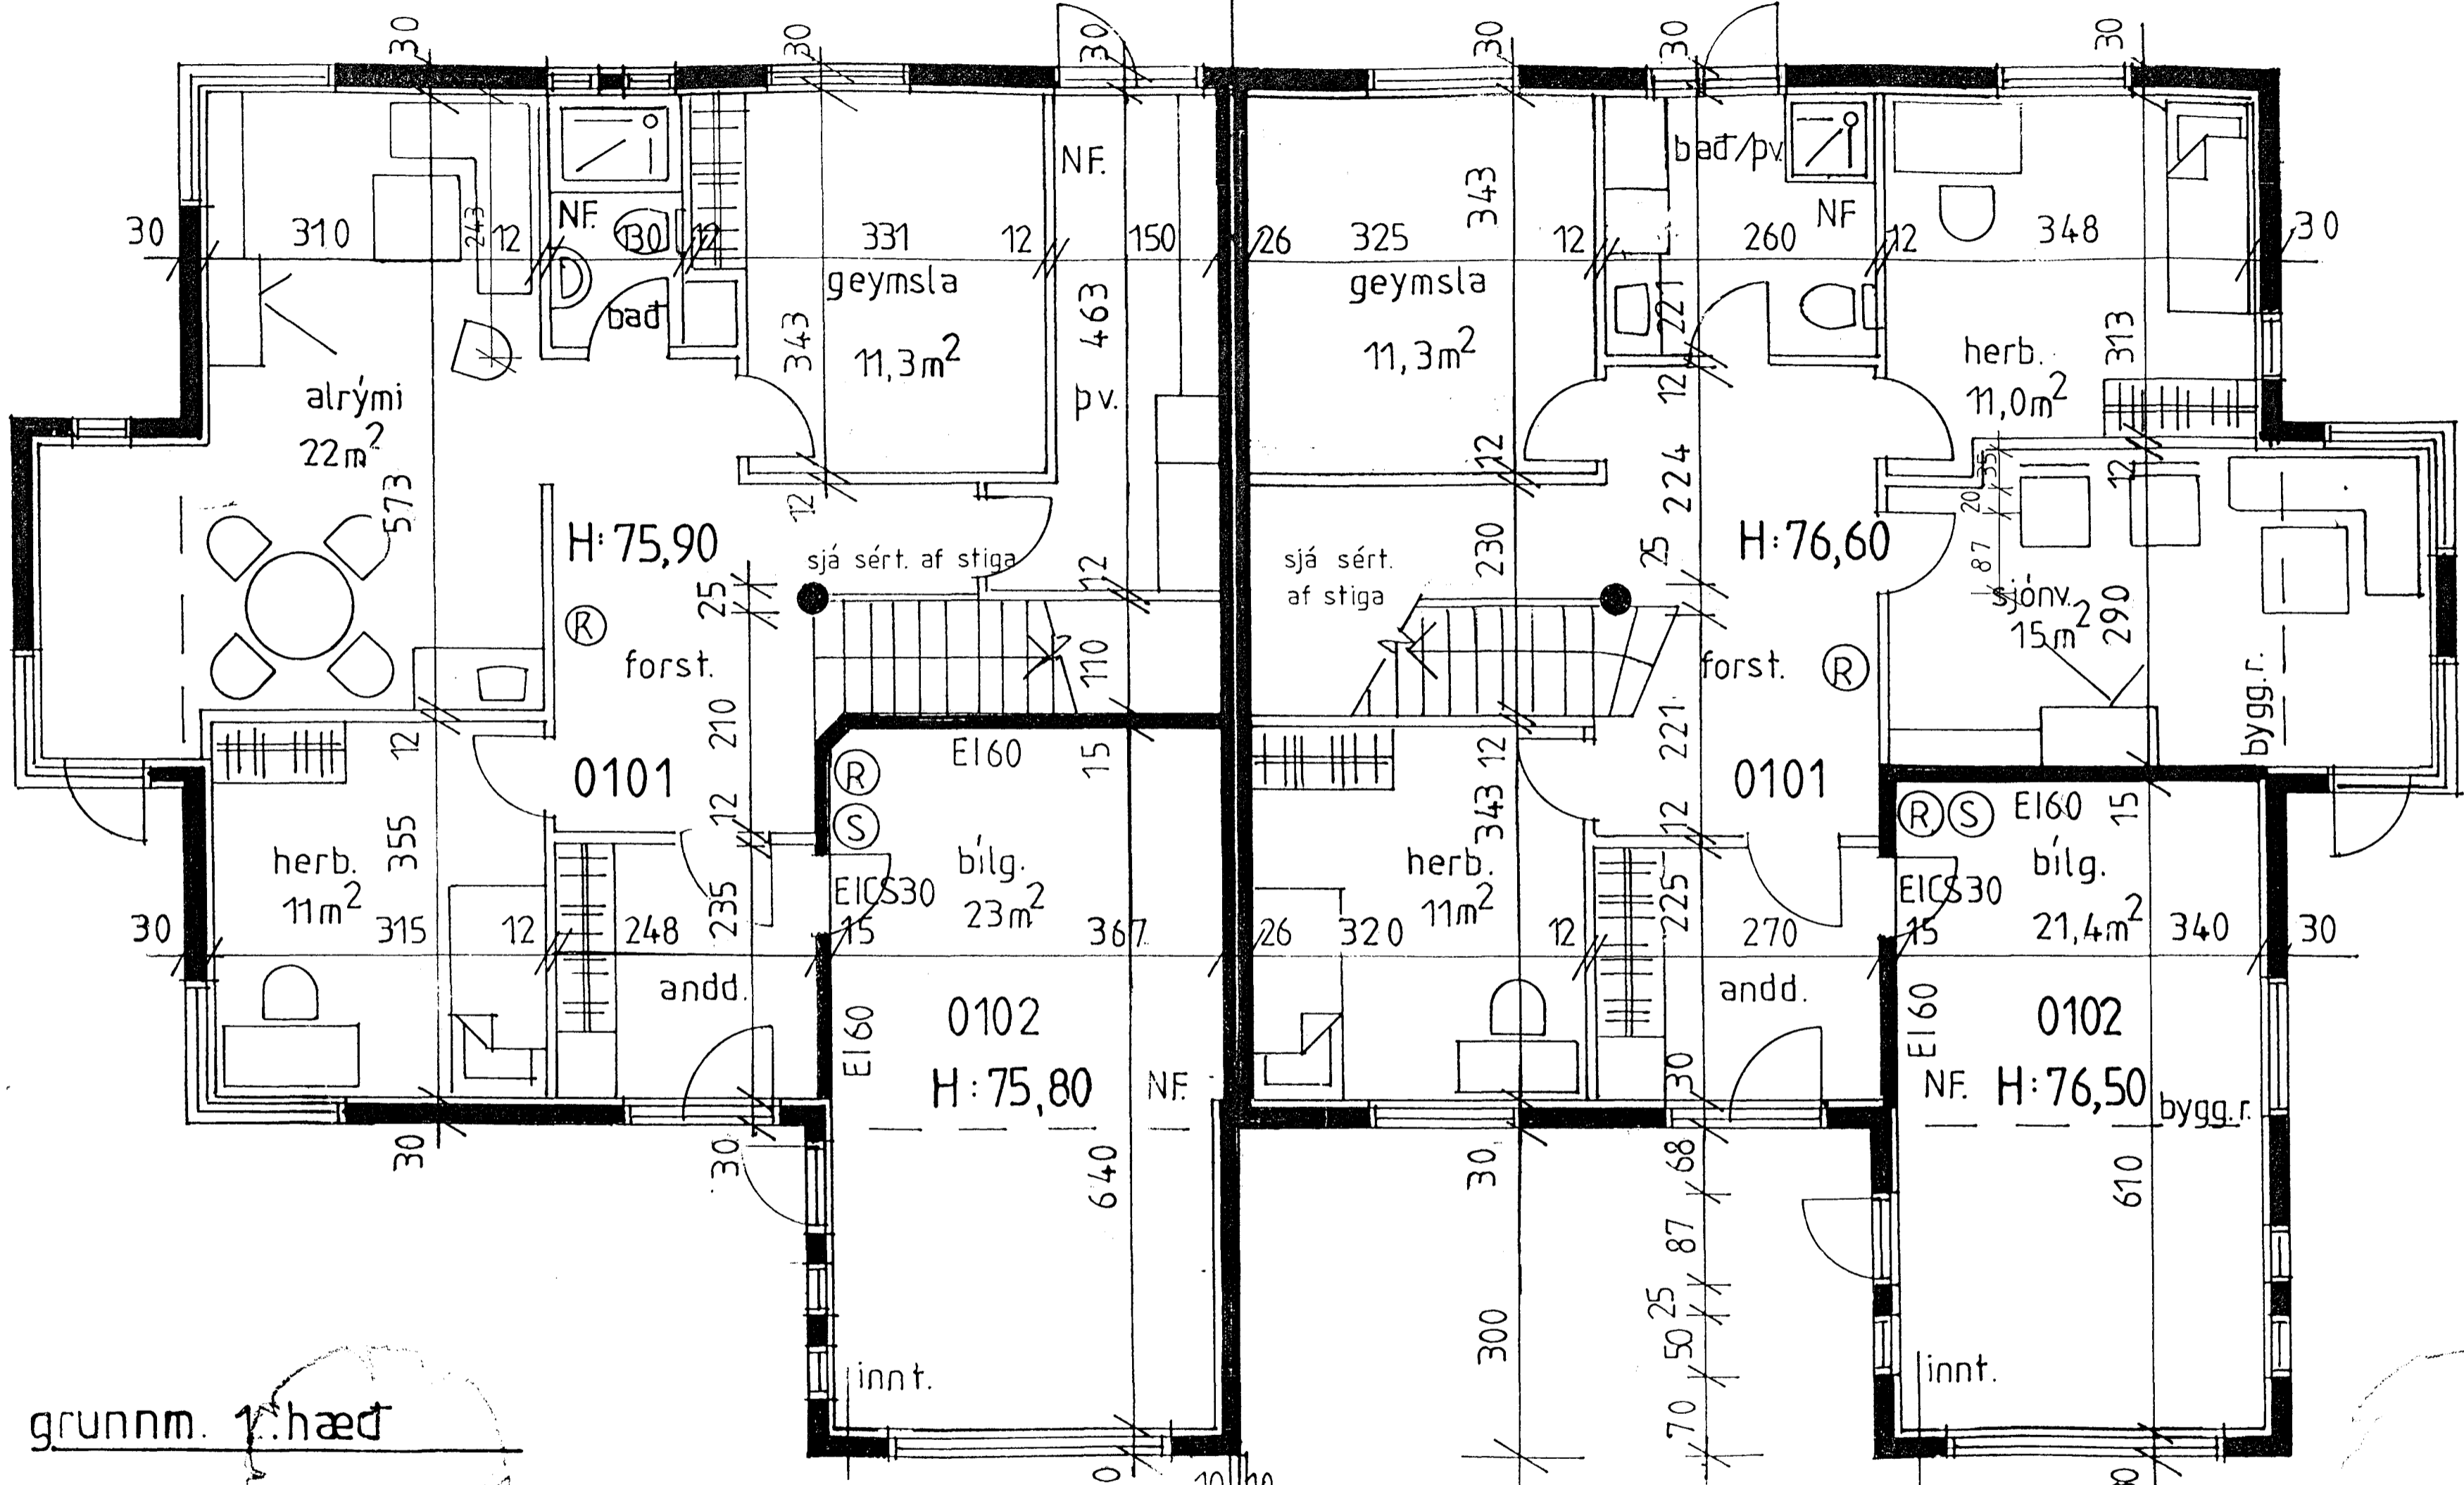 30
30
30
30
30
30
NF.
bað/þv.
NF.
NF
343
30
310
243
12
130
12
331
12
150
26
325
12
260
12
348
30
geymsla
11,3m²
geymsla
11,3m²
bað
343
463
221
herb.
11,0m²
313
alrými
22m²
þv.
12
573
12
12
224
35
12
20
H: 75,90
sjá sért. af stiga
12
sjá sért.
af stiga
230
25
H: 76,60
87
25
R
forst.
110
forst.
R
sjónv.
15m²
290
bygg.r.
12
210
0101
R
S
EI60
15
12
221
0101
R
S
EI60
15
355
12
343
12
herb.
11m²
bílg.
23m²
herb.
11m²
bílg.
21,4m²
EICS30
EICS30
235
225
30
315
12
248
15
367
26
320
12
270
15
340
30
andd.
andd.
EI60
0102
H: 75,80
NF.
EI60
0102
NF.
H: 76,50
bygg.r.
30
30
30
640
30
68
610
87
25
300
50
70
innt.
innt.
grunnm. 1.hæð